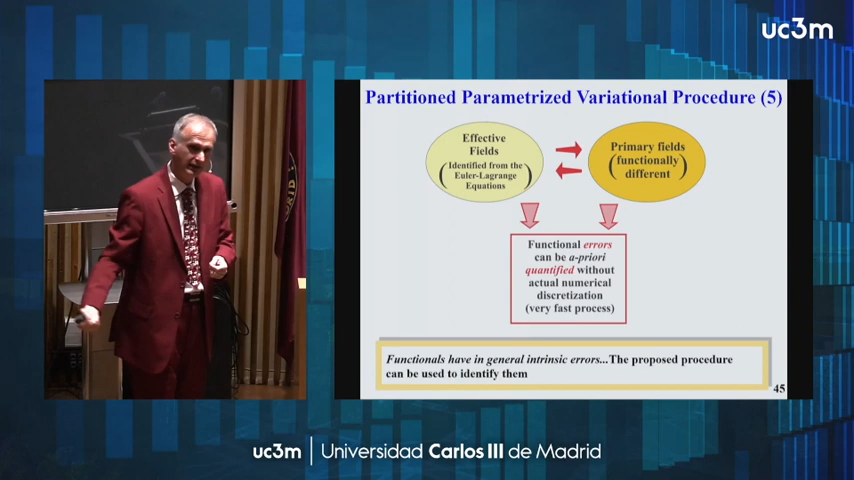 uc3m
Partitioned Parametrized Variational Procedure (5)
Effective
Fields
(Identified from the
Euler-Lagrange
Equations)
Primary fields
(functionally
different)
Functional errors
can be a-priori
quantified without
actual numerical
discretization
(very fast process)
Functionals have in general intrinsic errors...The proposed procedure
can be used to identify them
45
RID
uc3m | Universidad Carlos III de Madrid